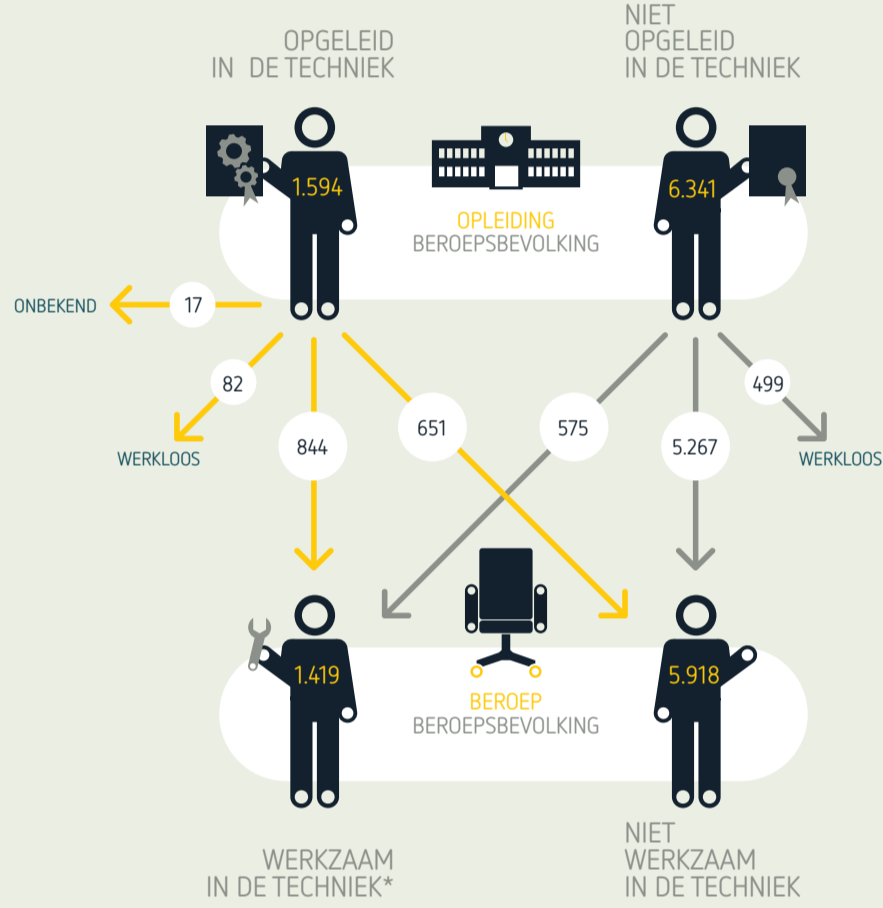 OPGELEID
IN DE TECHNIEK
NIET
OPGELEID
IN DE TECHNIEK
1.594
6.341
OPLEIDING
BEROEPSBEVOLKING
ONBEKEND
17
82
499
WERKLOOS
844
651
575
5.267
WERKLOOS
1.419
5.918
BEROEP
BEROEPSBEVOLKING
WERKZAAM
IN DE TECHNIEK*
NIET
WERKZAAM
IN DE TECHNIEK